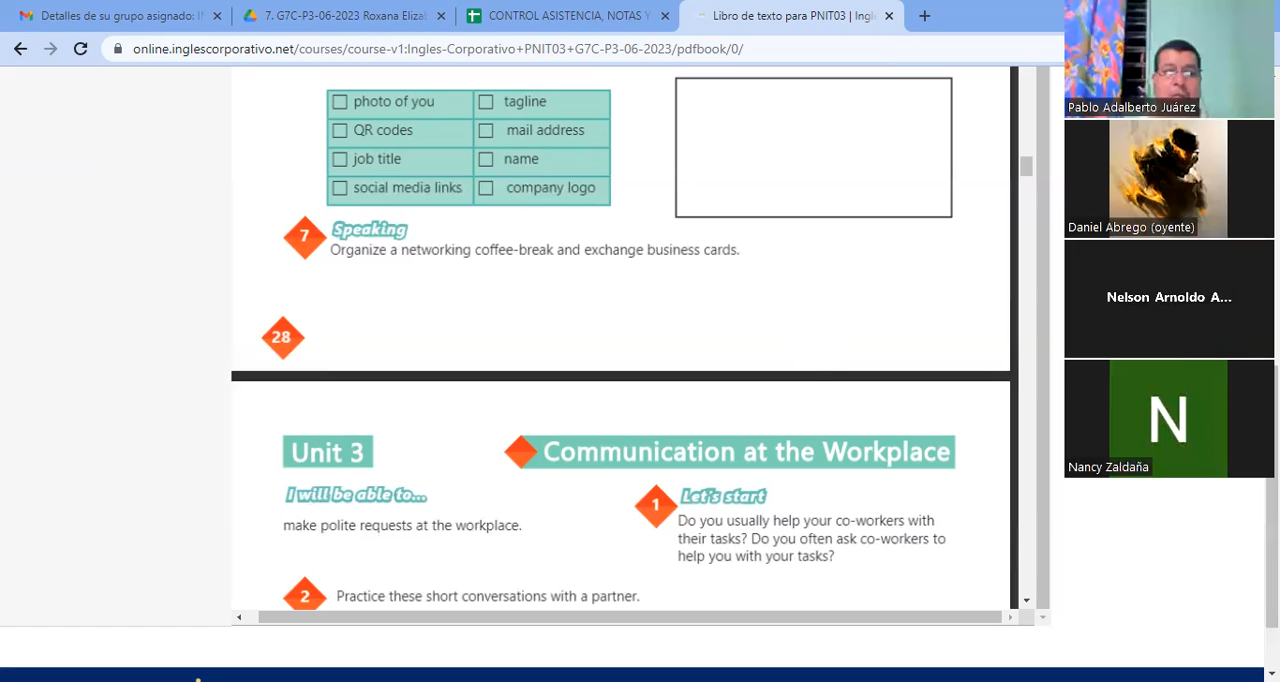 Detalles de su grupo asignado: I
7. G7C-P3-06-2023 Roxana Eliza
CONTROL ASISTENCIA, NOTAS Y
Libro de texto para PNIT03 | Ingl
online.inglescorporativo.net/courses/course-v1:Ingles-Corporativo+PNIT03+G7C-P3-06-2023/pdfbook/0/
photo of you
tagline
QR codes
mail address
job title
name
social media links
company logo
7
Speaking
Organize a networking coffee-break and exchange business cards.
28
Unit 3
Communication at the Workplace
I will be able to...
make polite requests at the workplace.
1
Let's start
Do you usually help your co-workers with
their tasks? Do you often ask co-workers to
help you with your tasks?
2
Practice these short conversations with a partner.
Pablo Adalberto Juárez
Daniel Abrego (oyente)
Nelson Arnoldo A...
N
Nancy Zaldaña